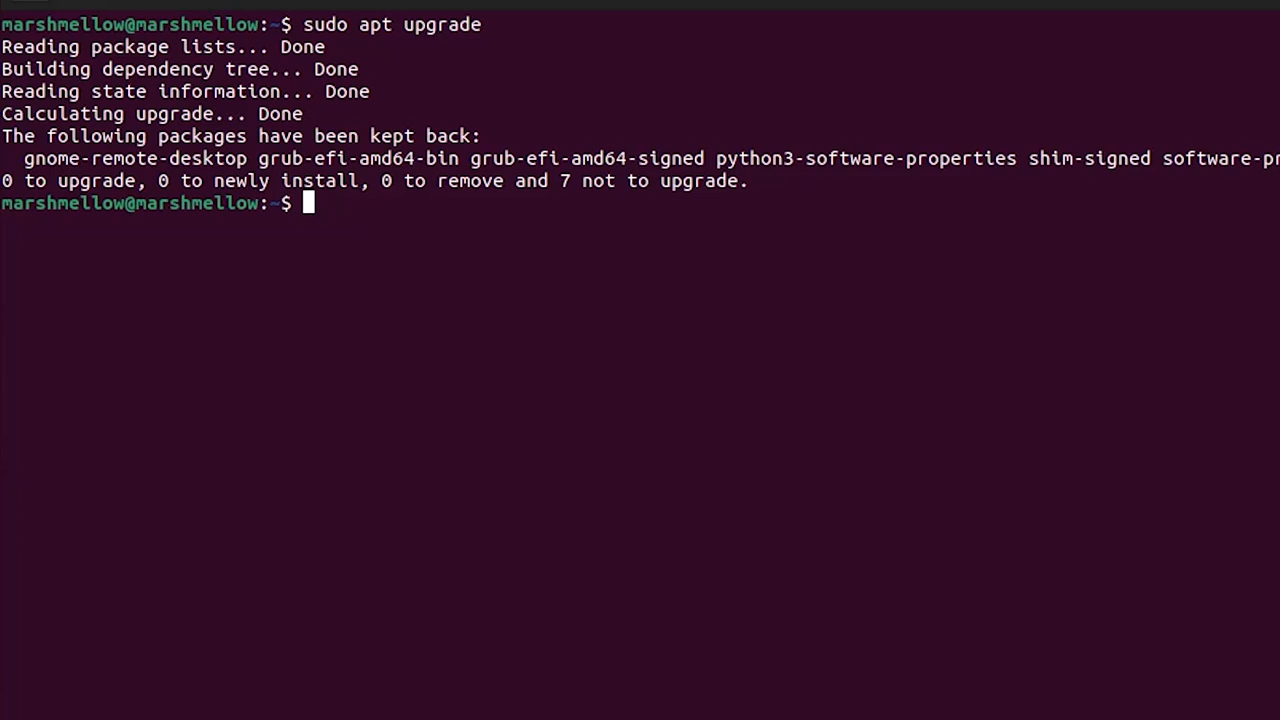 marshmellow@marshmellow:~$ sudo apt upgrade
Reading package lists... Done
Building dependency tree... Done
Reading state information... Done
Calculating upgrade... Done
The following packages have been kept back:
  gnome-remote-desktop grub-efi-amd64-bin grub-efi-amd64-signed python3-software-properties shim-signed software-pr
0 to upgrade, 0 to newly install, 0 to remove and 7 not to upgrade.
marshmellow@marshmellow:~$